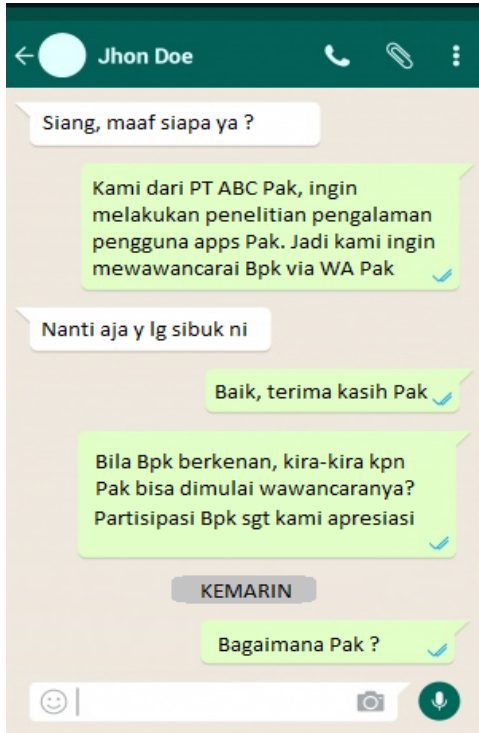 Jhon Doe
Siang, maaf siapa ya ?
Kami dari PT ABC Pak, ingin
melakukan penelitian pengalaman
pengguna apps Pak. Jadi kami ingin
mewawancarai Bpk via WA Pak
Nanti aja y lg sibuk ni
Baik, terima kasih Pak
Bila Bpk berkenan, kira-kira kpn
Pak bisa dimulai wawancaranya?
Partisipasi Bpk sgt kami apresiasi
KEMARIN
Bagaimana Pak ?